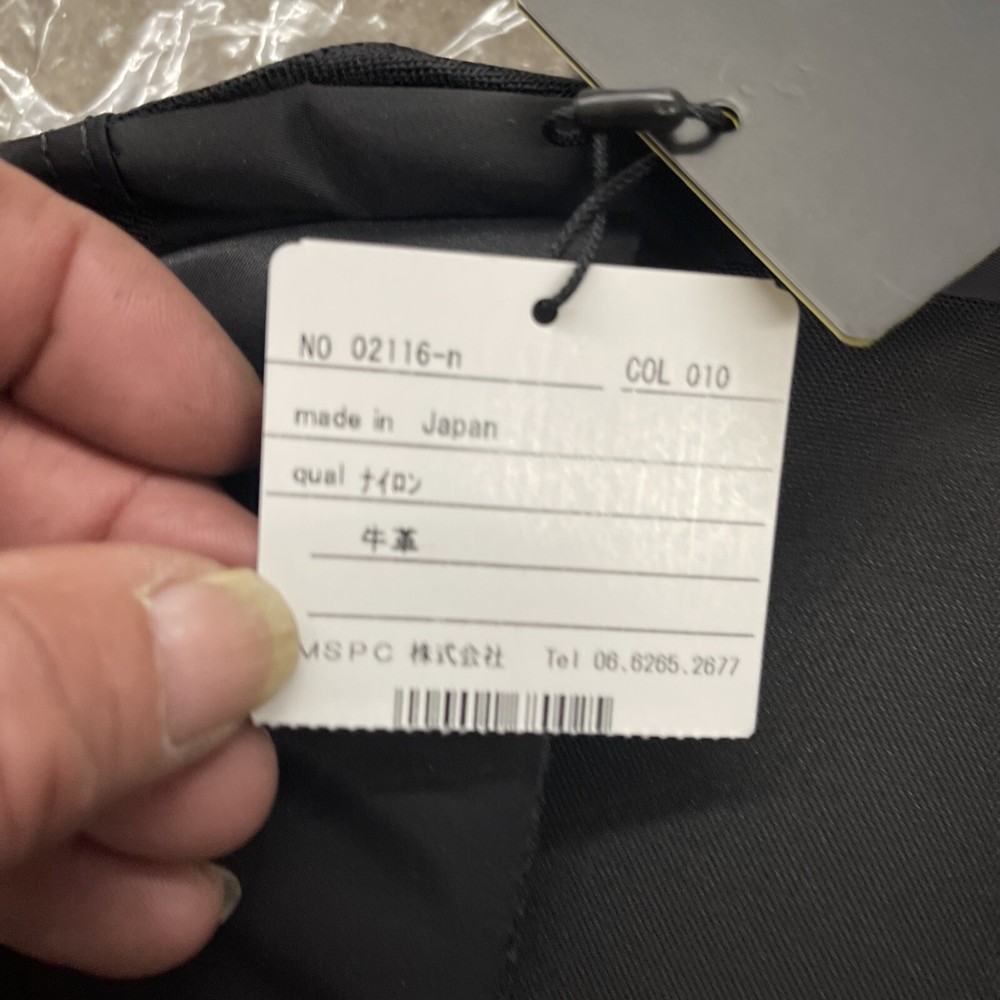 NO 02116-n COL 010
made in Japan
qual ナイロン
牛革
MSPC 株式会社 Tel 06.6265.2677